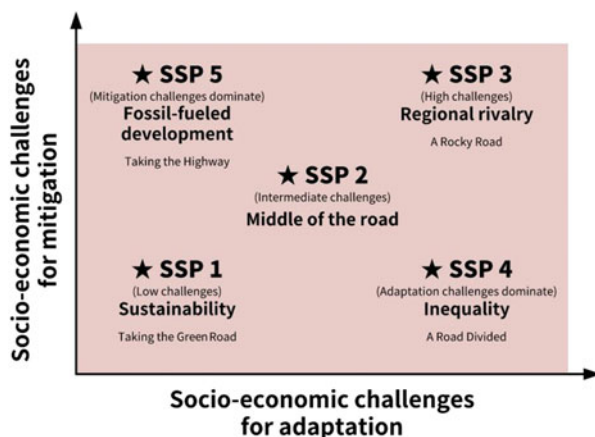 Socio-economic challenges
for mitigation
★ SSP 5
(Mitigation challenges dominate)
Fossil-fueled
development
Taking the Highway
★ SSP 3
(High challenges)
Regional rivalry
A Rocky Road
★ SSP 2
(Intermediate challenges)
Middle of the road
★ SSP 1
(Low challenges)
Sustainability
Taking the Green Road
★ SSP 4
(Adaptation challenges dominate)
Inequality
A Road Divided
Socio-economic challenges
for adaptation